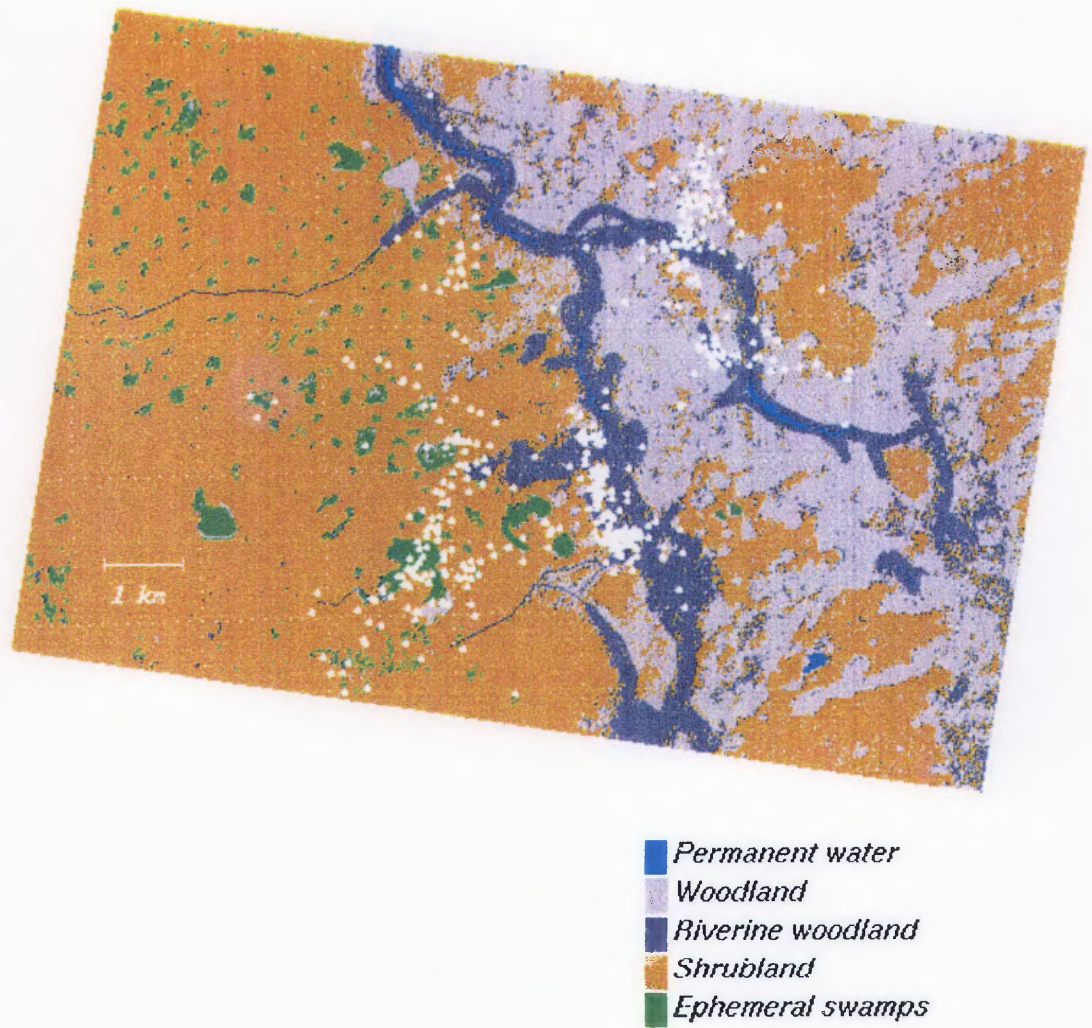 1 km
Permanent water
Woodland
Riverine woodland
Shrubland
Ephemeral swamps